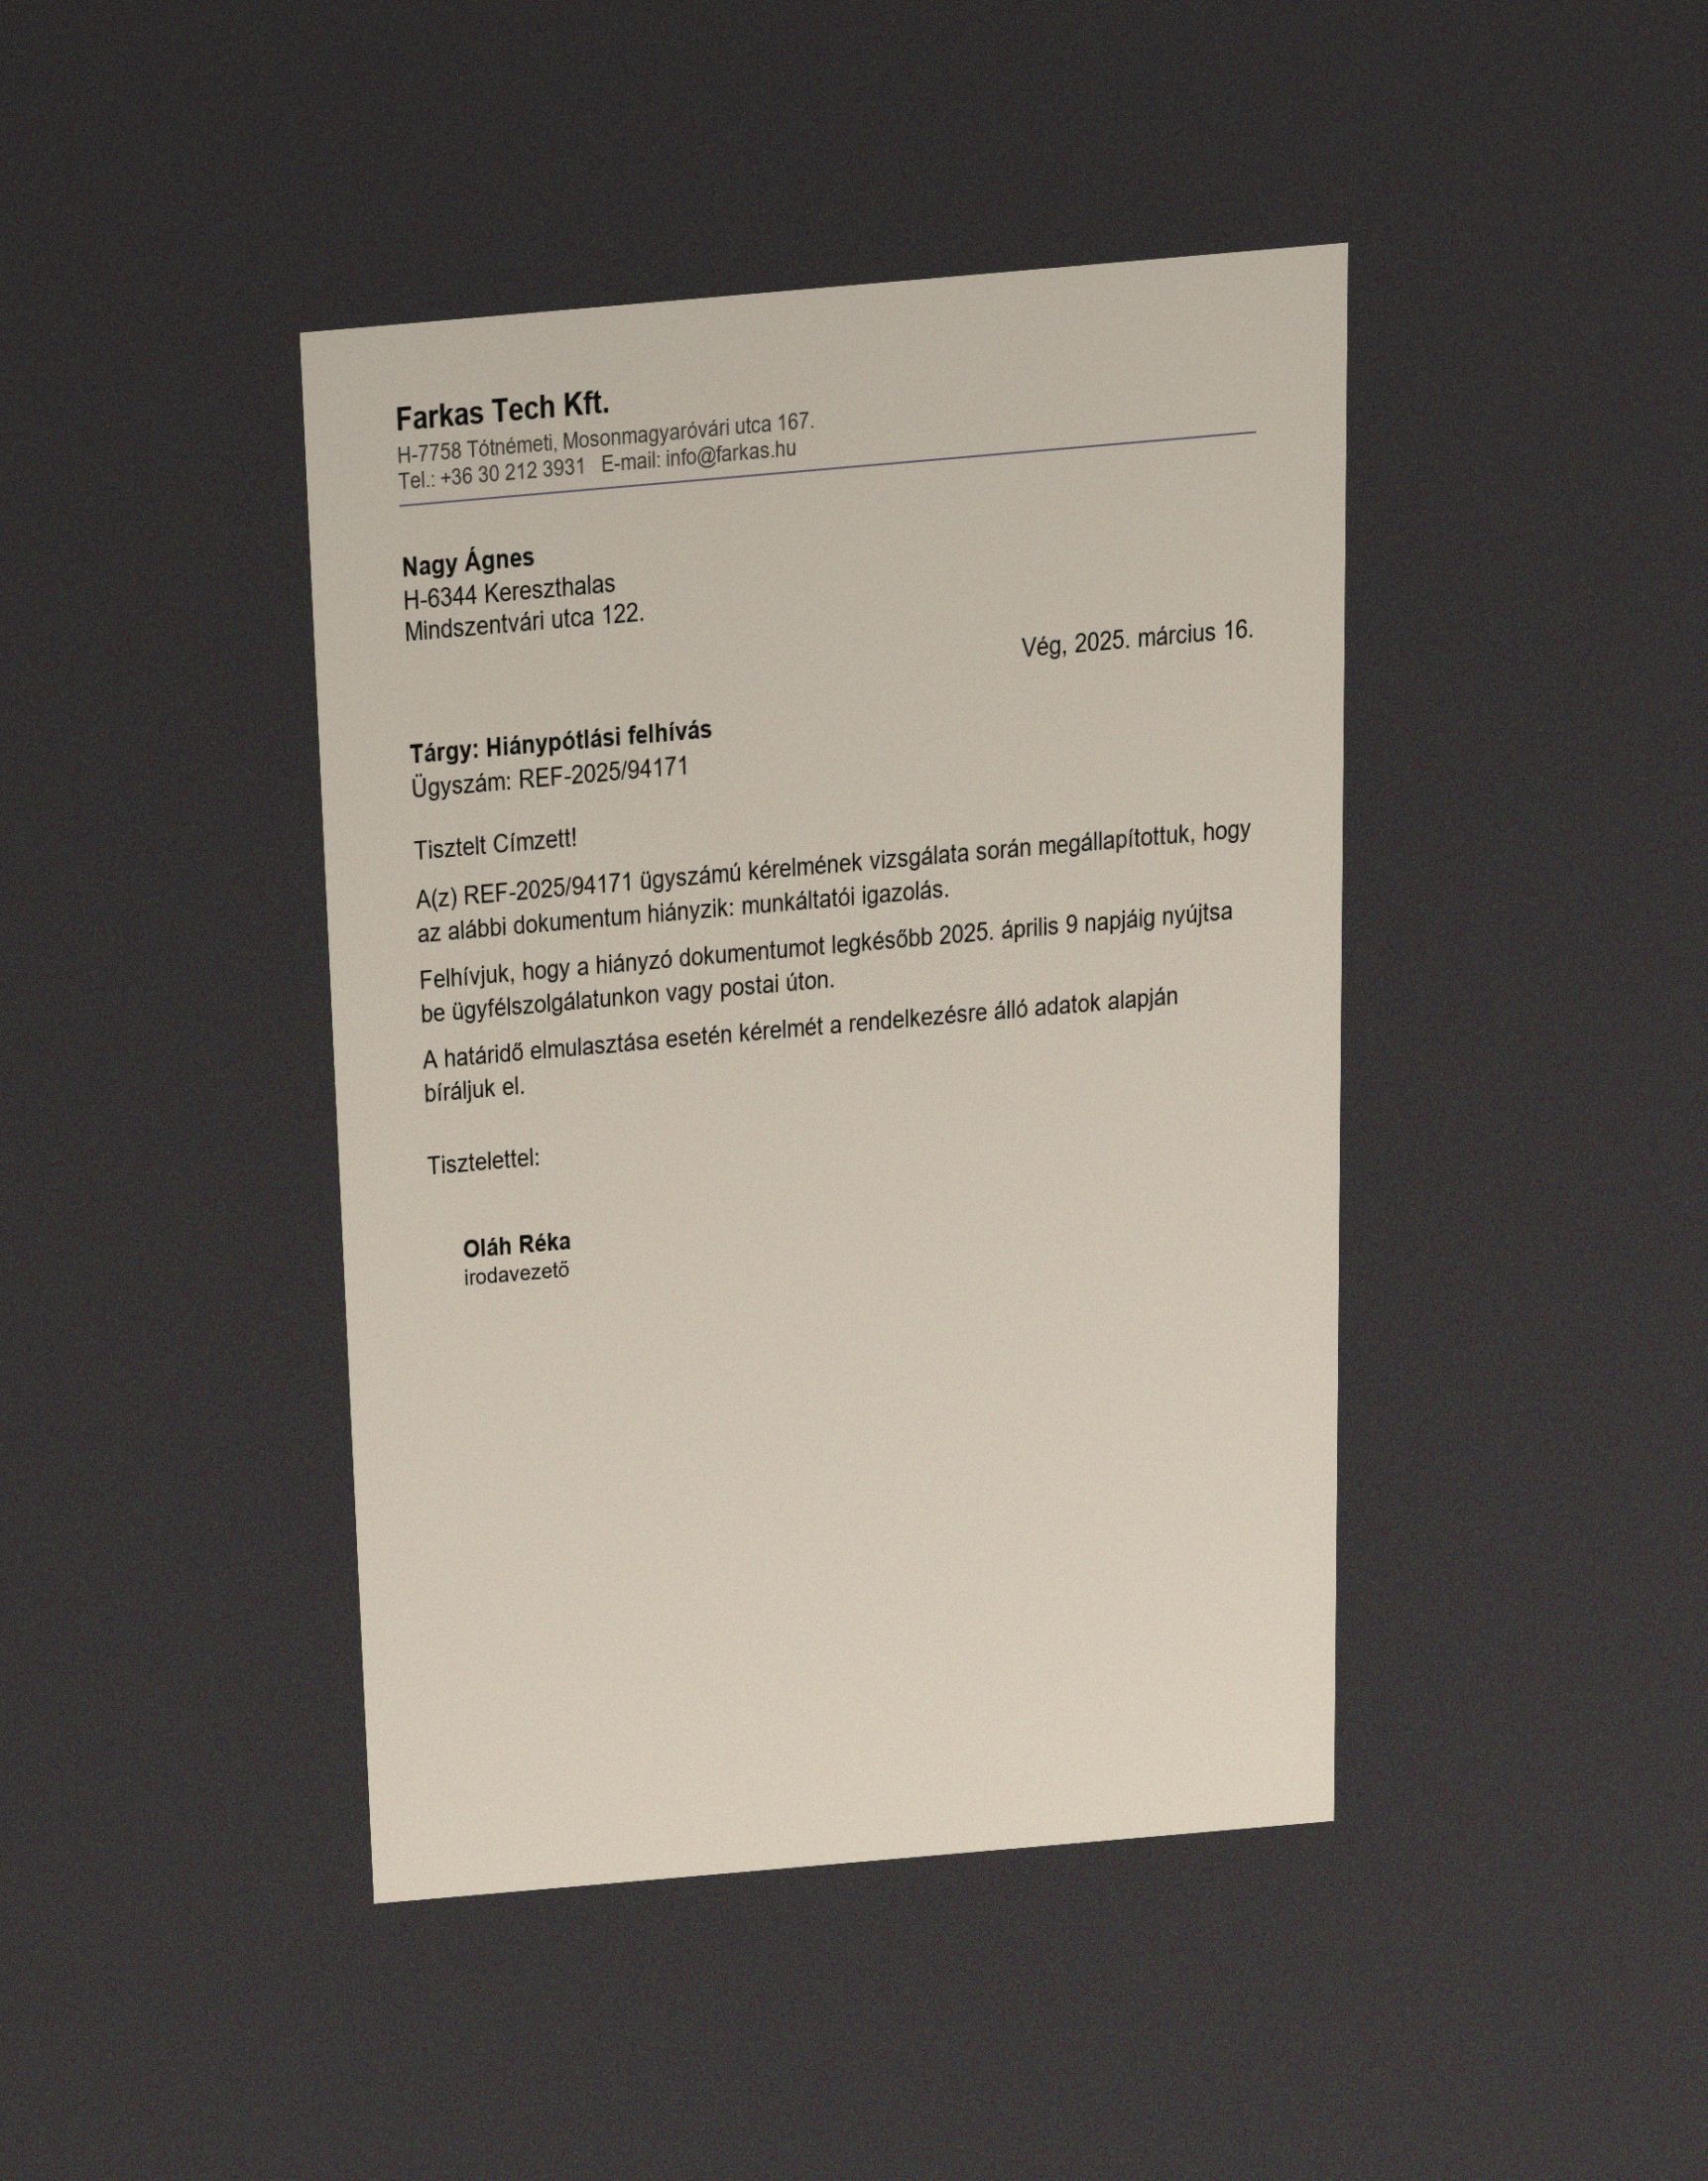 Farkas Tech Kft.
H-7758 Tótnémeti, Mosonmagyaróvári utca 167.
Tel.: +36 30 212 3931 E-mail: info@farkas.hu
Nagy Ágnes
H-6344 Kereszthalas
Mindszentvári utca 122.
Vég, 2025. március 16.
Tárgy: Hiánypótlási felhívás
Ügyszám: REF-2025/94171
Tisztelt Címzett!
A(z) REF-2025/94171 ügyszámú kérelmének vizsgálata során megállapítottuk, hogy
az alábbi dokumentum hiányzik: munkáltatói igazolás.
Felhívjuk, hogy a hiányzó dokumentumot legkésőbb 2025. április 9 napjáig nyújtsa
be ügyfélszolgálatunkon vagy postai úton.
A határidő elmulasztása esetén kérelmét a rendelkezésre álló adatok alapján
bíráljuk el.
Tisztelettel:
Oláh Réka
irodavezető